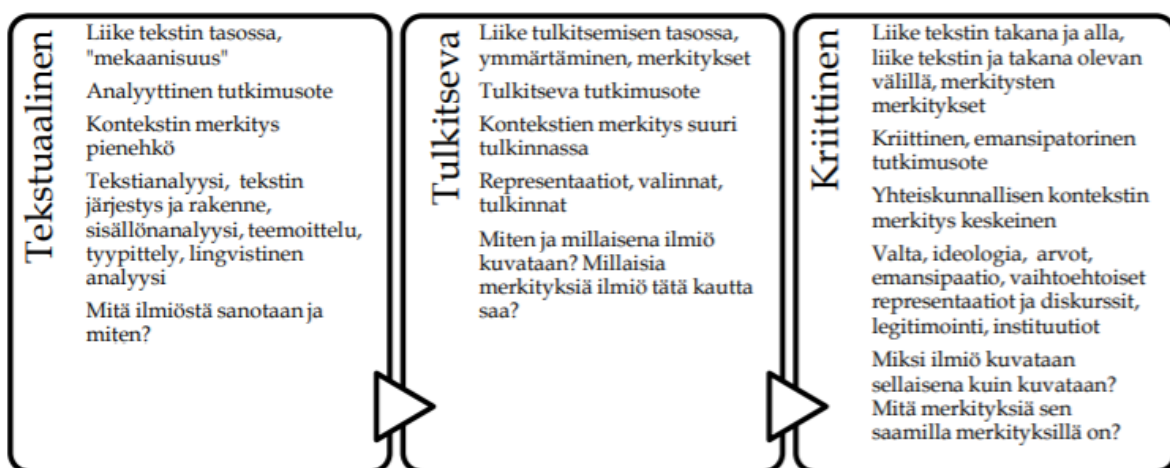 Tekstuaalinen
Liike tekstin tasossa,
"mekaanisuus"
Analyyttinen tutkimusote
Kontekstin merkitys
pienehkö
Tekstianalyysi, tekstin
järjestys ja rakenne,
sisällönanalyysi, teemoittelu,
tyypittely, lingvistinen
analyysi
Mitä ilmiöstä sanotaan ja
miten?
Tulkitseva
Liike tulkitsemisen tasossa,
ymmärtäminen, merkitykset
Tulkitseva tutkimusote
Kontekstien merkitys suuri
tulkinnassa
Representaatiot, valinnat,
tulkinnat
Miten ja millaisena ilmiö
kuvataan? Millaisia
merkityksiä ilmiö tätä kautta
saa?
Kriittinen
Liike tekstin takana ja alla,
liike tekstin ja takana olevan
välillä, merkitysten
merkitykset
Kriittinen, emansipatorinen
tutkimusote
Yhteiskunnallisen kontekstin
merkitys keskeinen
Valta, ideologia, arvot,
emansipaatio, vaihtoehtoiset
representaatiot ja diskurssit,
legitimointi, instituutiot
Miksi ilmiö kuvataan
sellaisena kuin kuvataan?
Mitä merkityksiä sen
saamilla merkityksillä on?